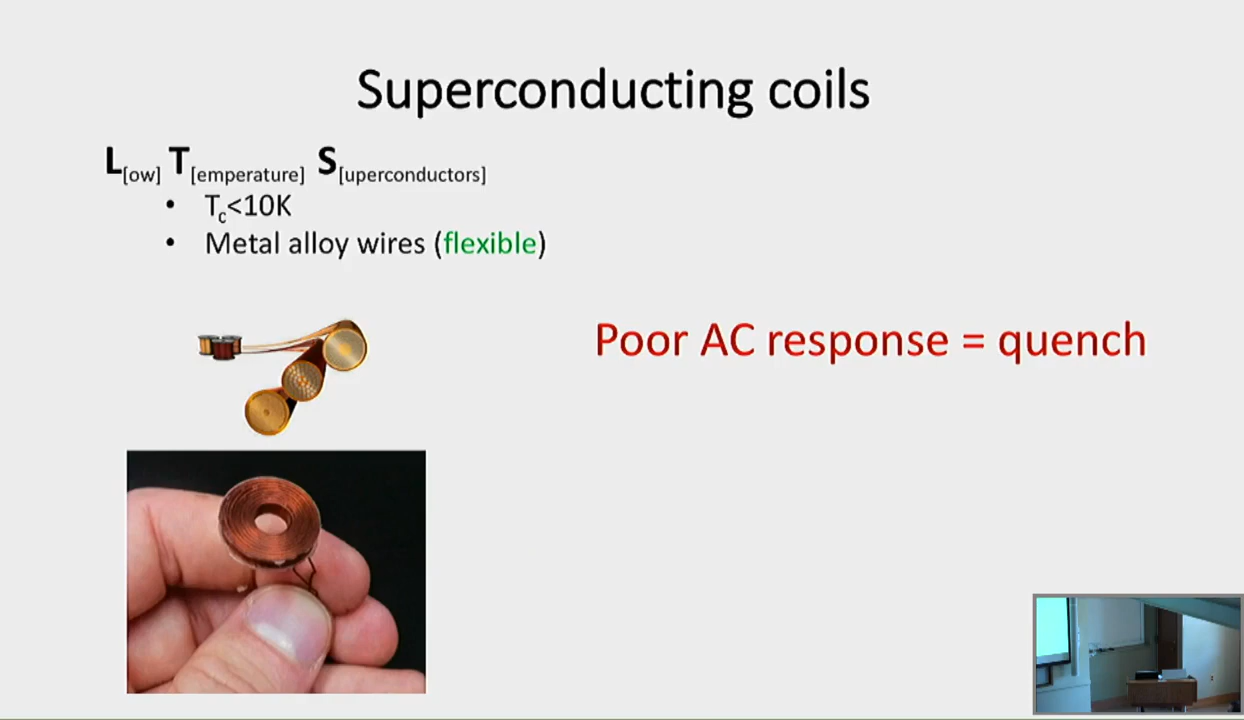 Superconducting coils
L[ow] T[emperature] S[uperconductors]
• Tc<10K
• Metal alloy wires (flexible)
Poor AC response = quench